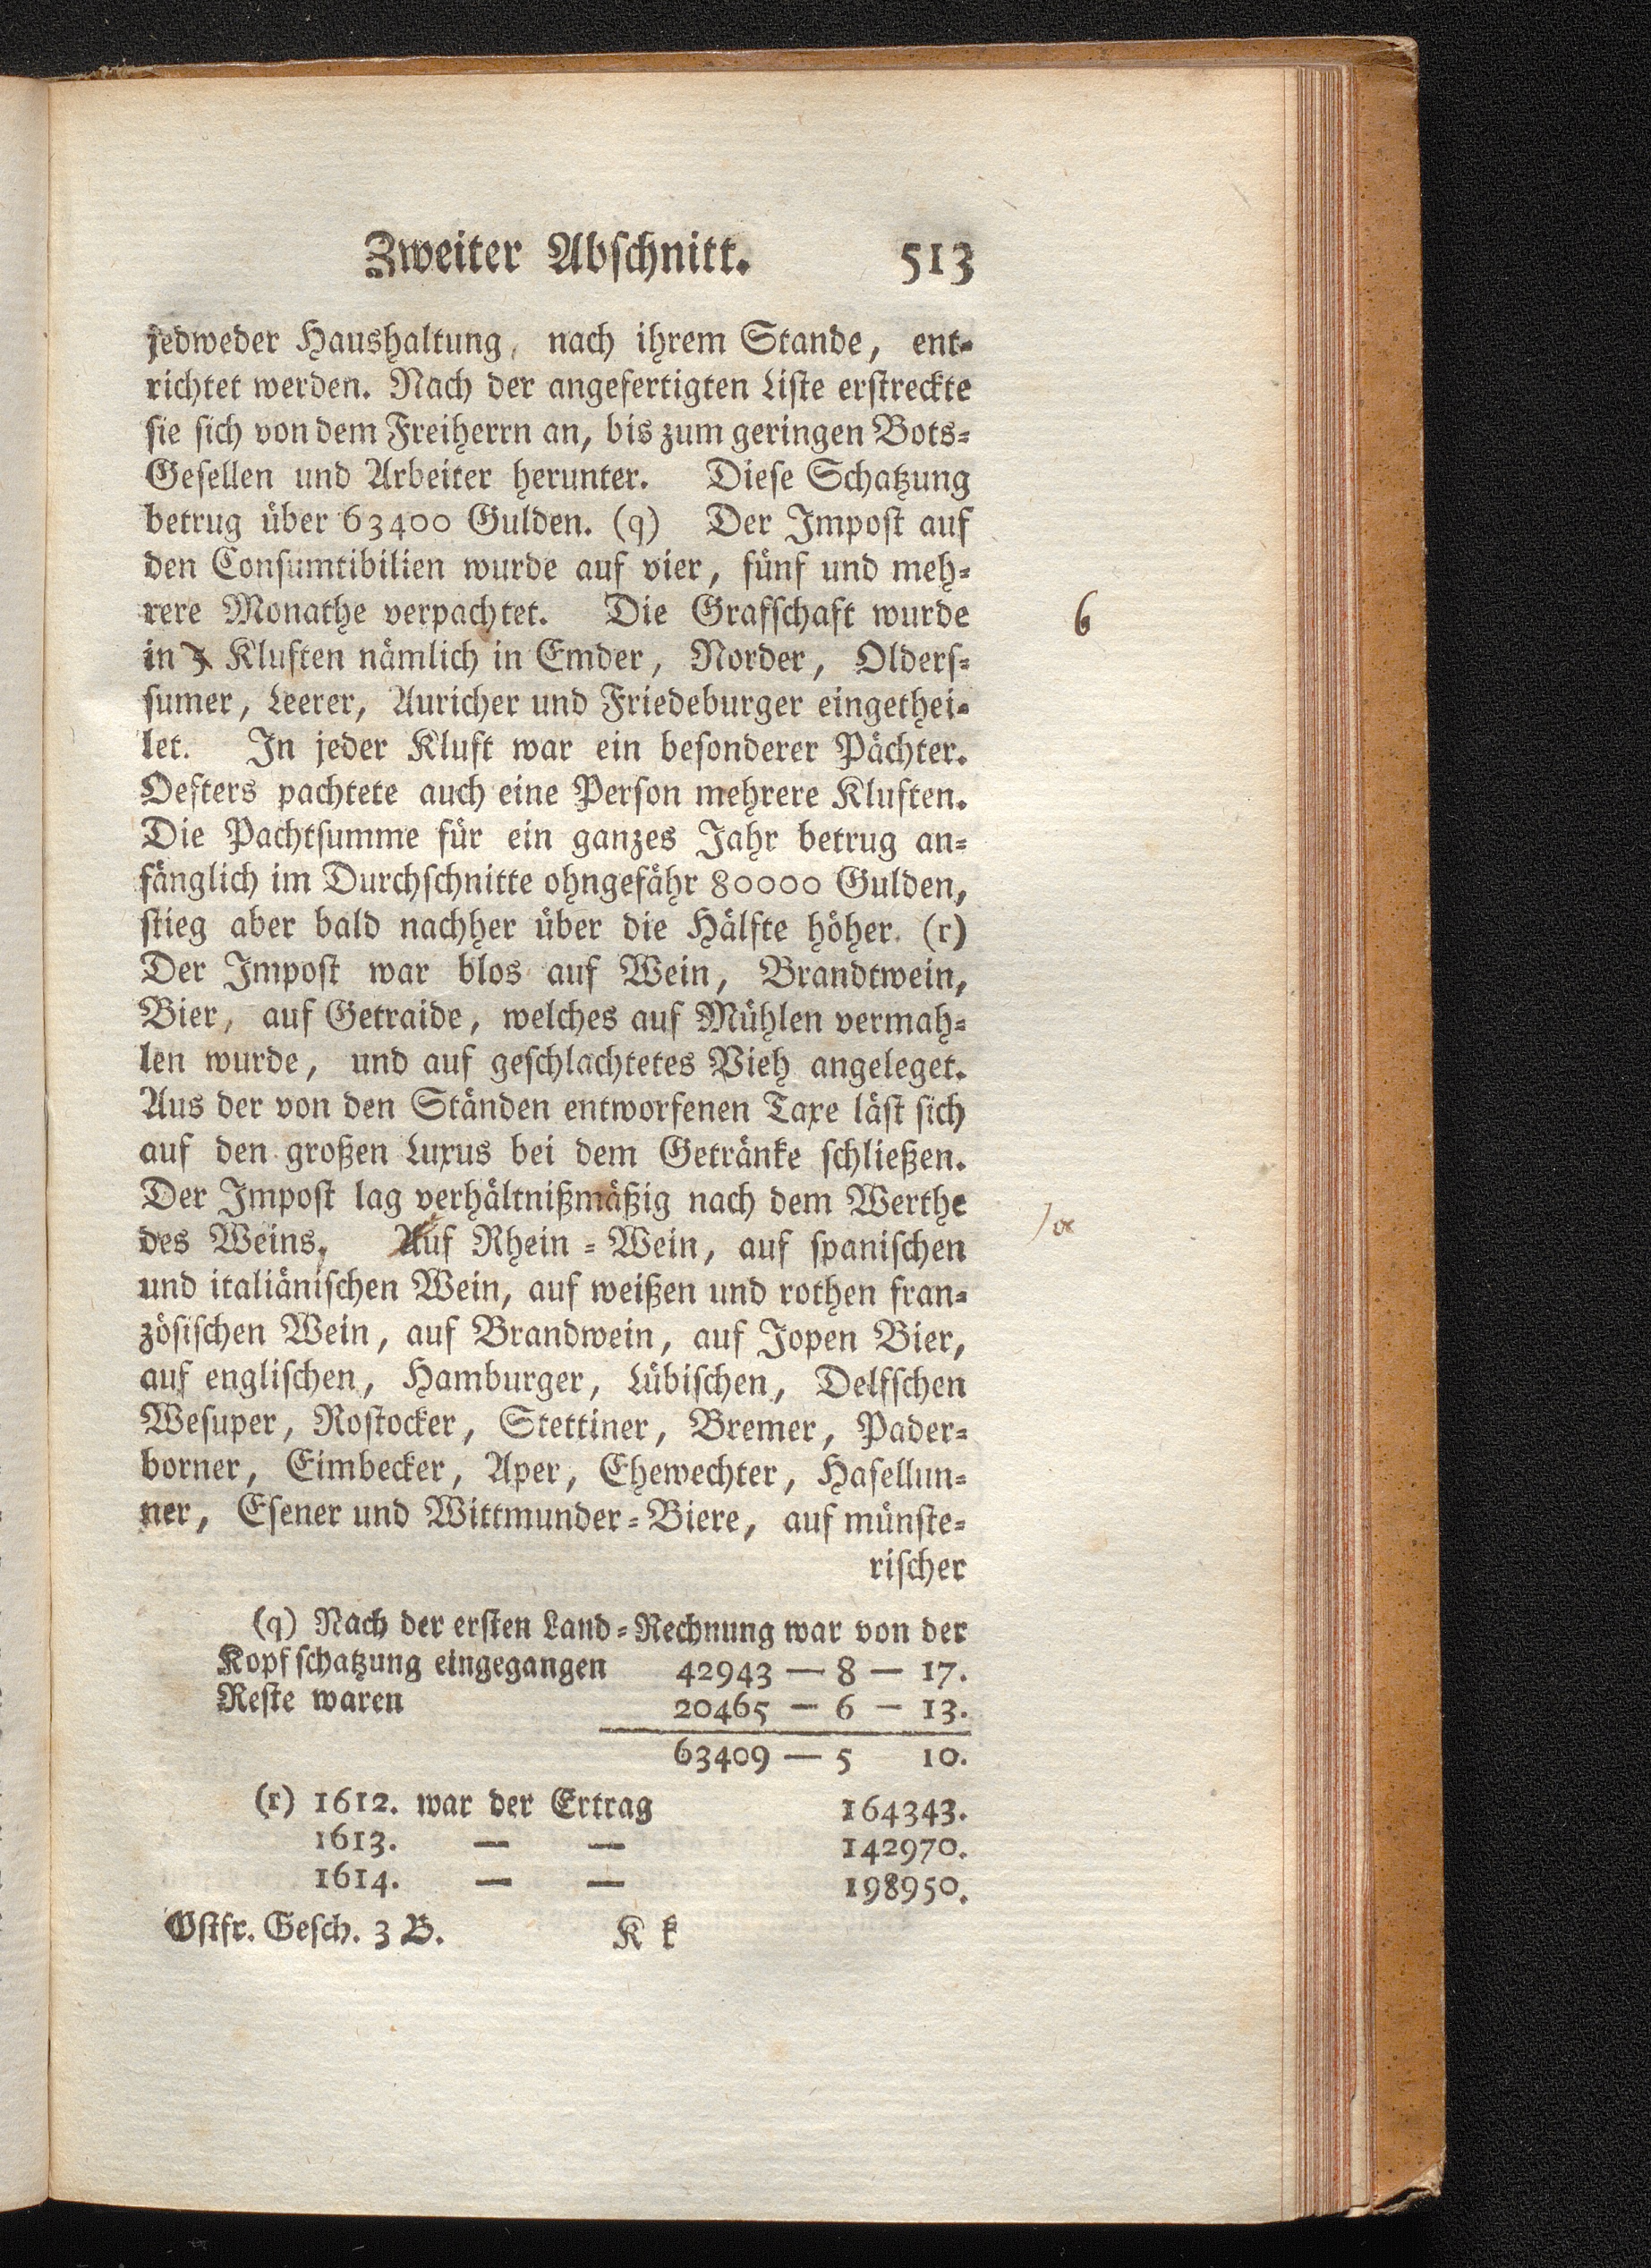 Zweiter Abschnitt. 513
jedweder Haushaltung, nach ihrem Stande, ent-
richtet werden. Nach der angefertigten Liste erstreckte
sie sich von dem Freiherrn an, bis zum geringen Bots-
Gesellen und Arbeiter herunter. Diese Schatzung
betrug über 63400 Gulden. (q) Der Impost auf
den Consumtibilien wurde auf vier, fünf und meh-
rere Monathe verpachtet. Die Grafschaft wurde
6
in Kluften nämlich in Emder, Norder, Olders-
sumer, Leerer, Auricher und Friedeburger eingethei-
let. In jeder Kluft war ein besonderer Pächter.
Oefters pachtete auch eine Person mehrere Kluften.
Die Pachtsumme für ein ganzes Jahr betrug an-
fänglich im Durchschnitte ohngefähr 80000 Gulden,
stieg aber bald nachher über die Hälfte höher. (r)
Der Impost war blos auf Wein, Brandtwein,
Bier, auf Getraide, welches auf Mühlen vermah-
len wurde, und auf geschlachtetes Vieh angeleget.
Aus der von den Ständen entworfenen Taxe läst sich
auf den großen Luxus bei dem Getränke schließen.
Der Impost lag verhältnißmäßig nach dem Werthe
des Weins, Auf Rhein-Wein, auf spanischen
und italiänischen Wein, auf weißen und rothen fran-
zösischen Wein, auf Brandwein, auf Jopen Bier,
auf englischen, Hamburger, Lübischen, Delfschen
Wesuper, Rostocker, Stettiner, Bremer, Pader-
borner, Eimbecker, Aper, Ehewechter, Hasellun-
ner, Esener und Wittmunder-Biere, auf münste-
rischer
(q) Nach der ersten Land-Rechnung war von der
Kopfschatzung eingegangen 42943 — 8 — 17.
Reste waren 20465 — 6 — 13.
63409 — 5 10.
(r) 1612. war der Ertrag 164343.
1613. — — 142970.
1614. — — 198950.
Ostfr. Gesch. 3 B. K k